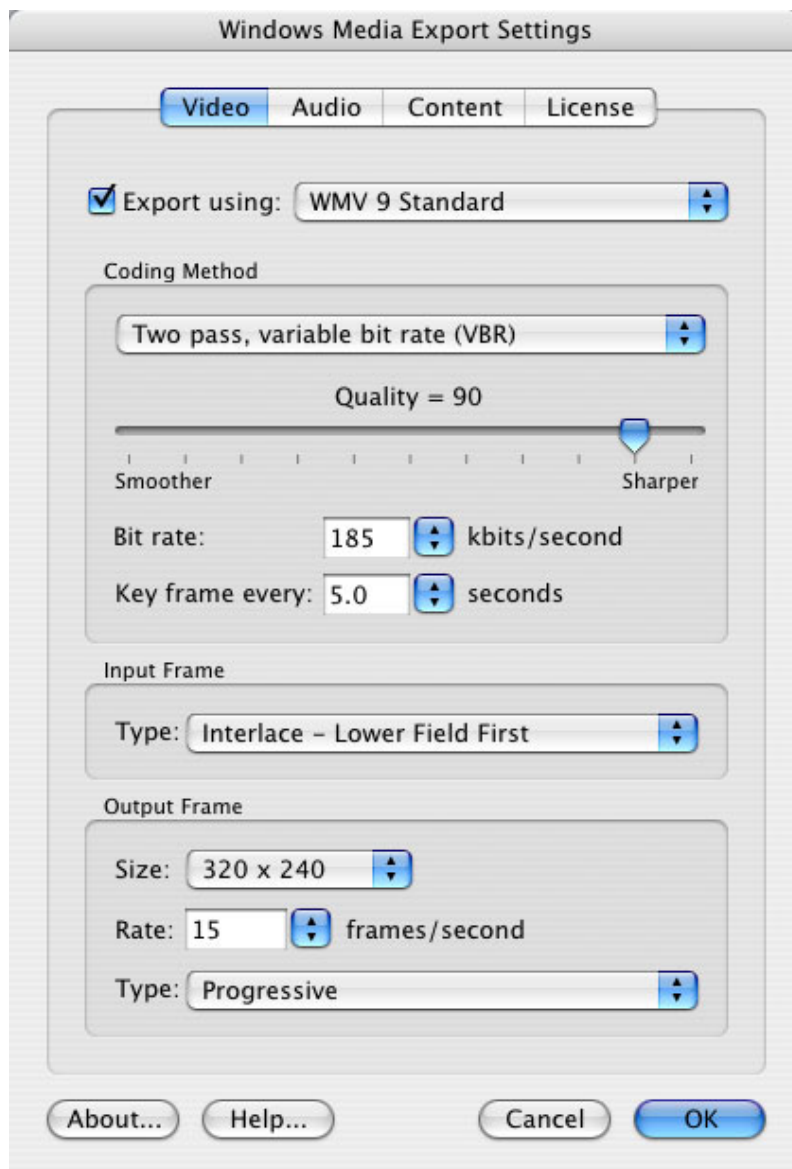 Windows Media Export Settings
Video Audio Content License
Export using: WMV 9 Standard
Coding Method
Two pass, variable bit rate (VBR)
Quality = 90
Smoother Sharper
Bit rate: 185 kbits/second
Key frame every: 5.0 seconds
Input Frame
Type: Interlace – Lower Field First
Output Frame
Size: 320 x 240
Rate: 15 frames/second
Type: Progressive
About... Help... Cancel OK